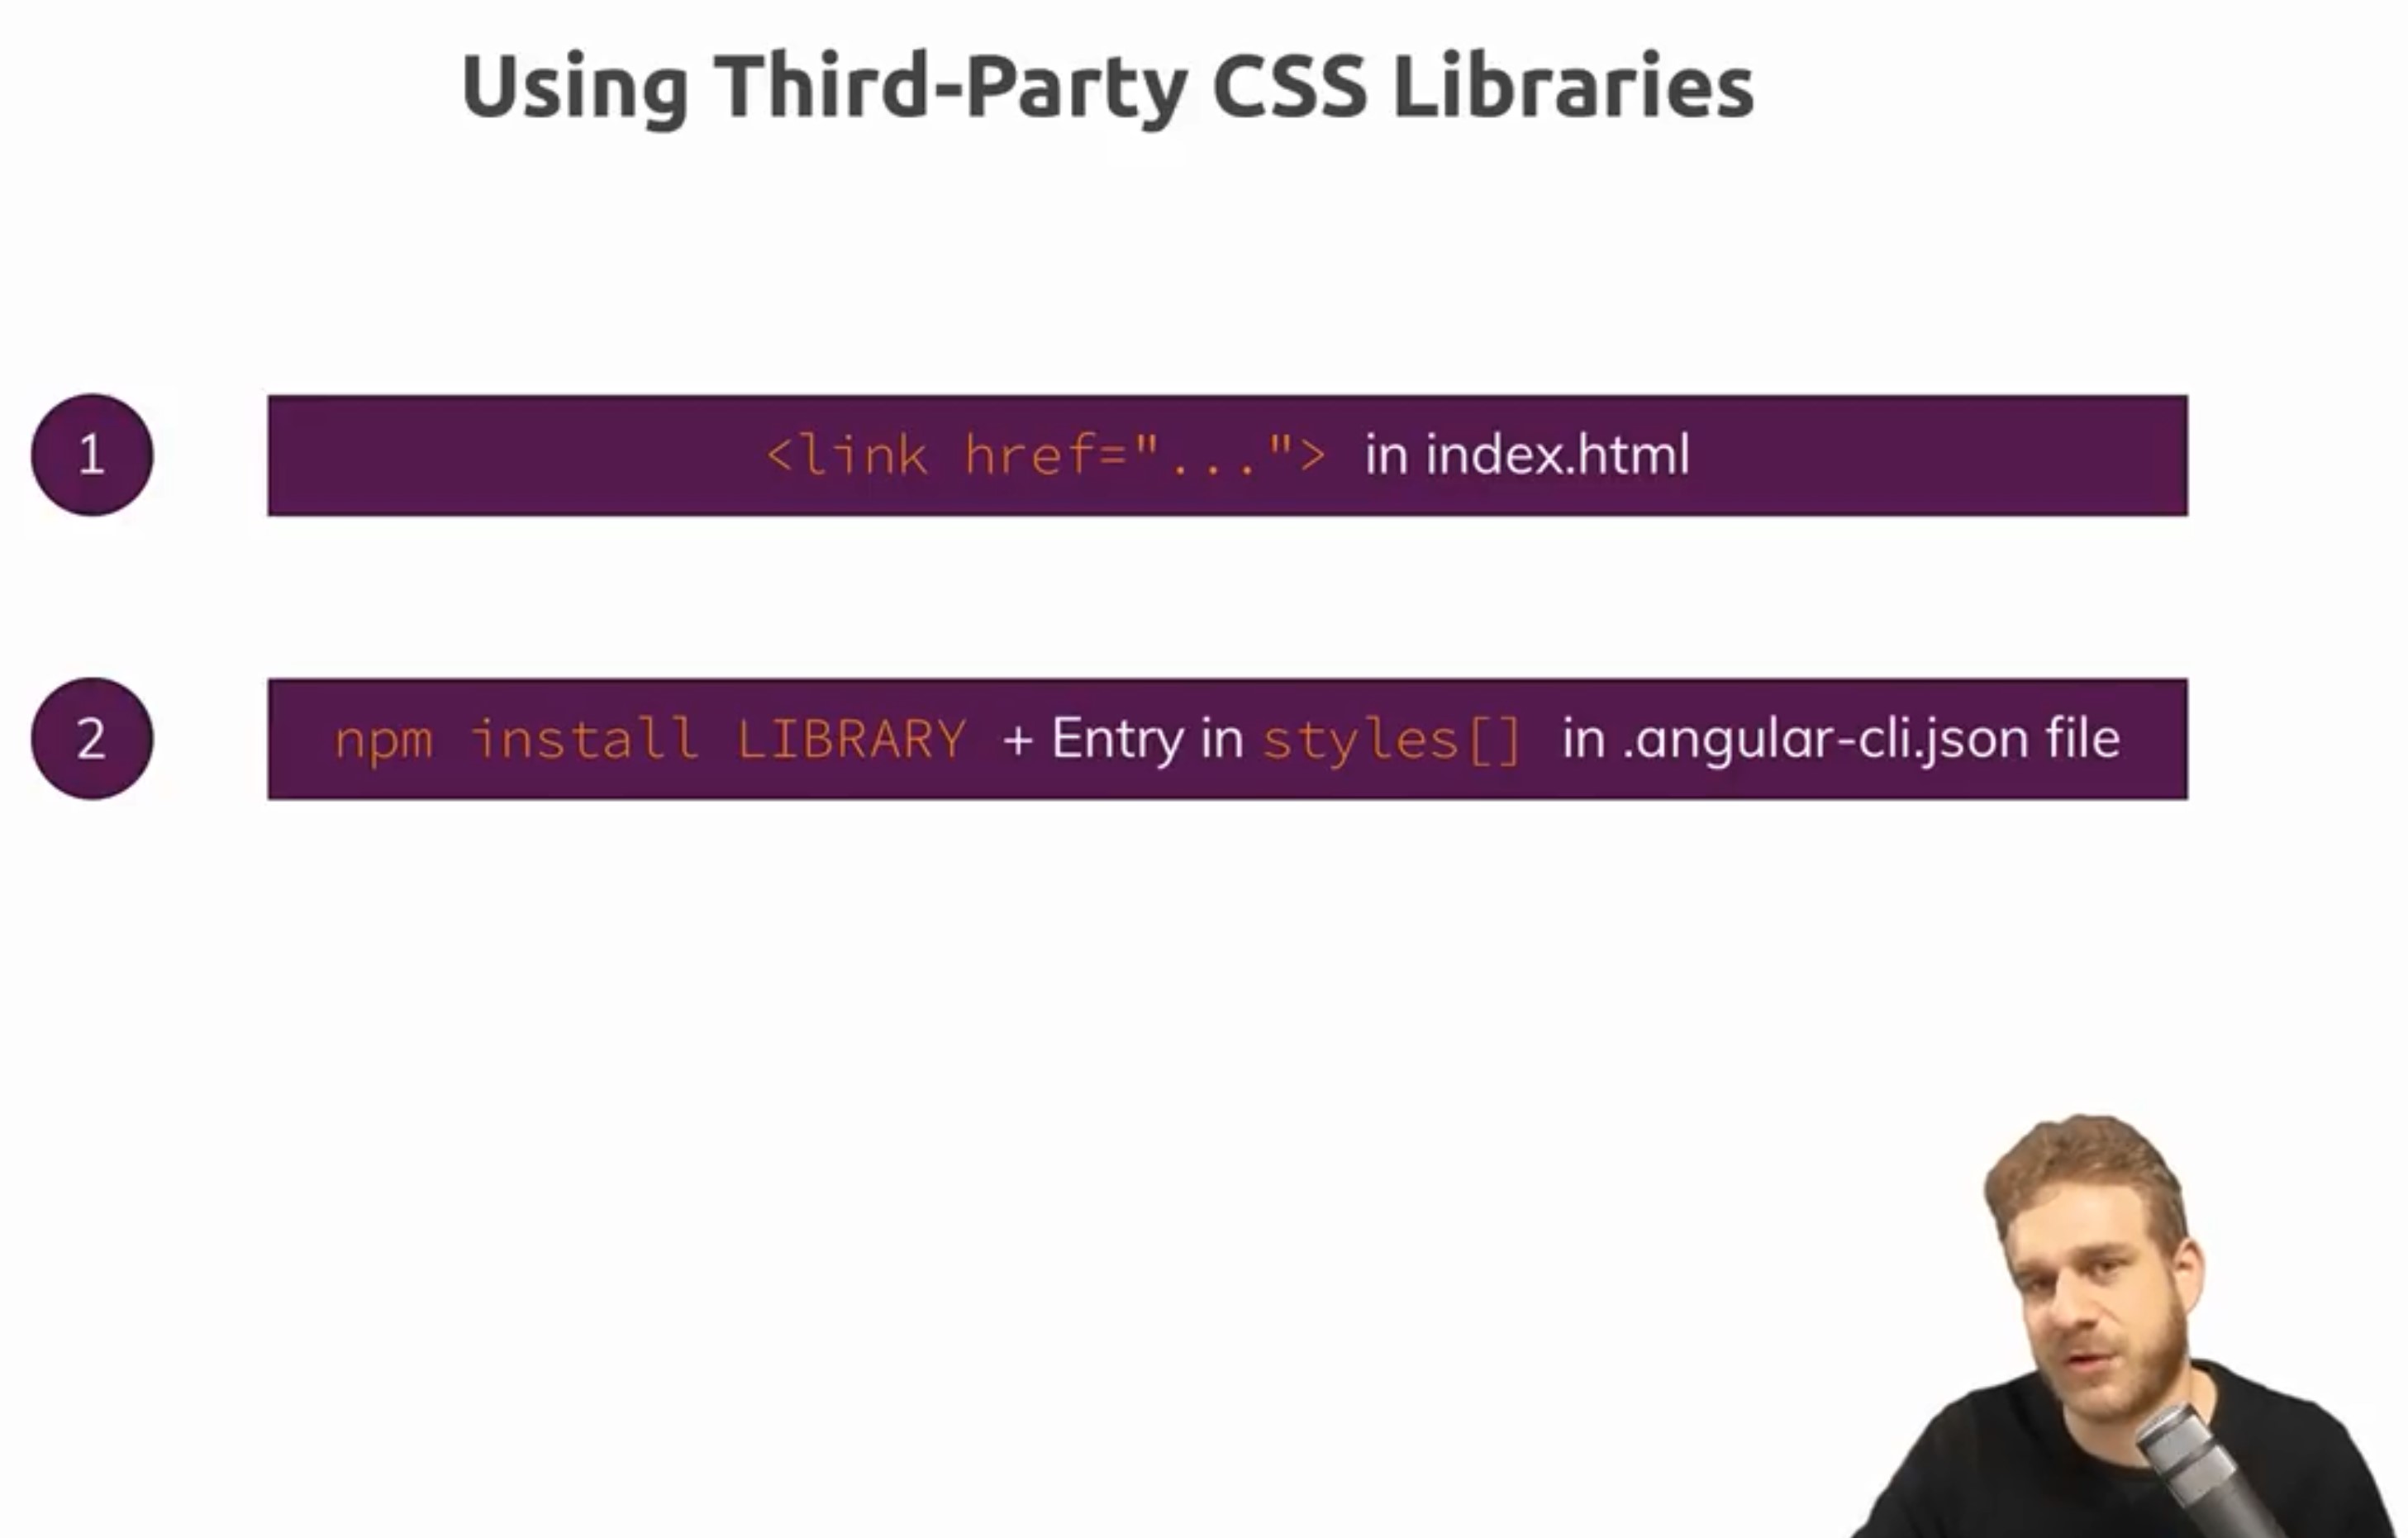 Using Third-Party CSS Libraries
1
<link href="..."> in index.html
2
npm install LIBRARY + Entry in styles[] in .angular-cli.json file